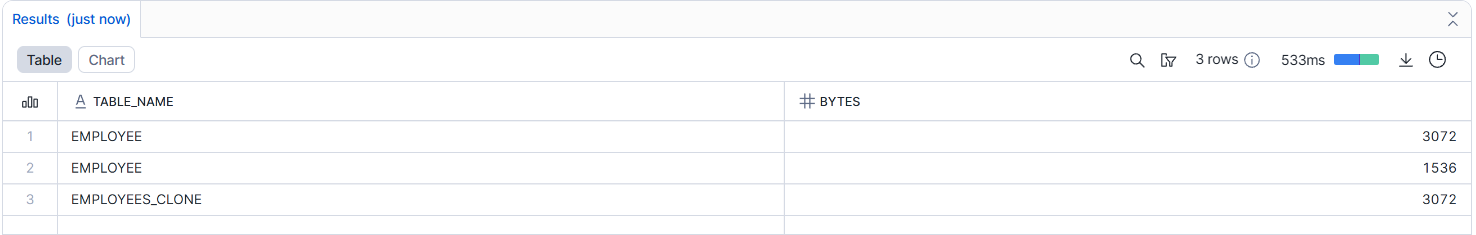 Results (just now)
Table Chart 3 rows 533ms
TABLE_NAME BYTES
1 EMPLOYEE 3072
2 EMPLOYEE 1536
3 EMPLOYEES_CLONE 3072